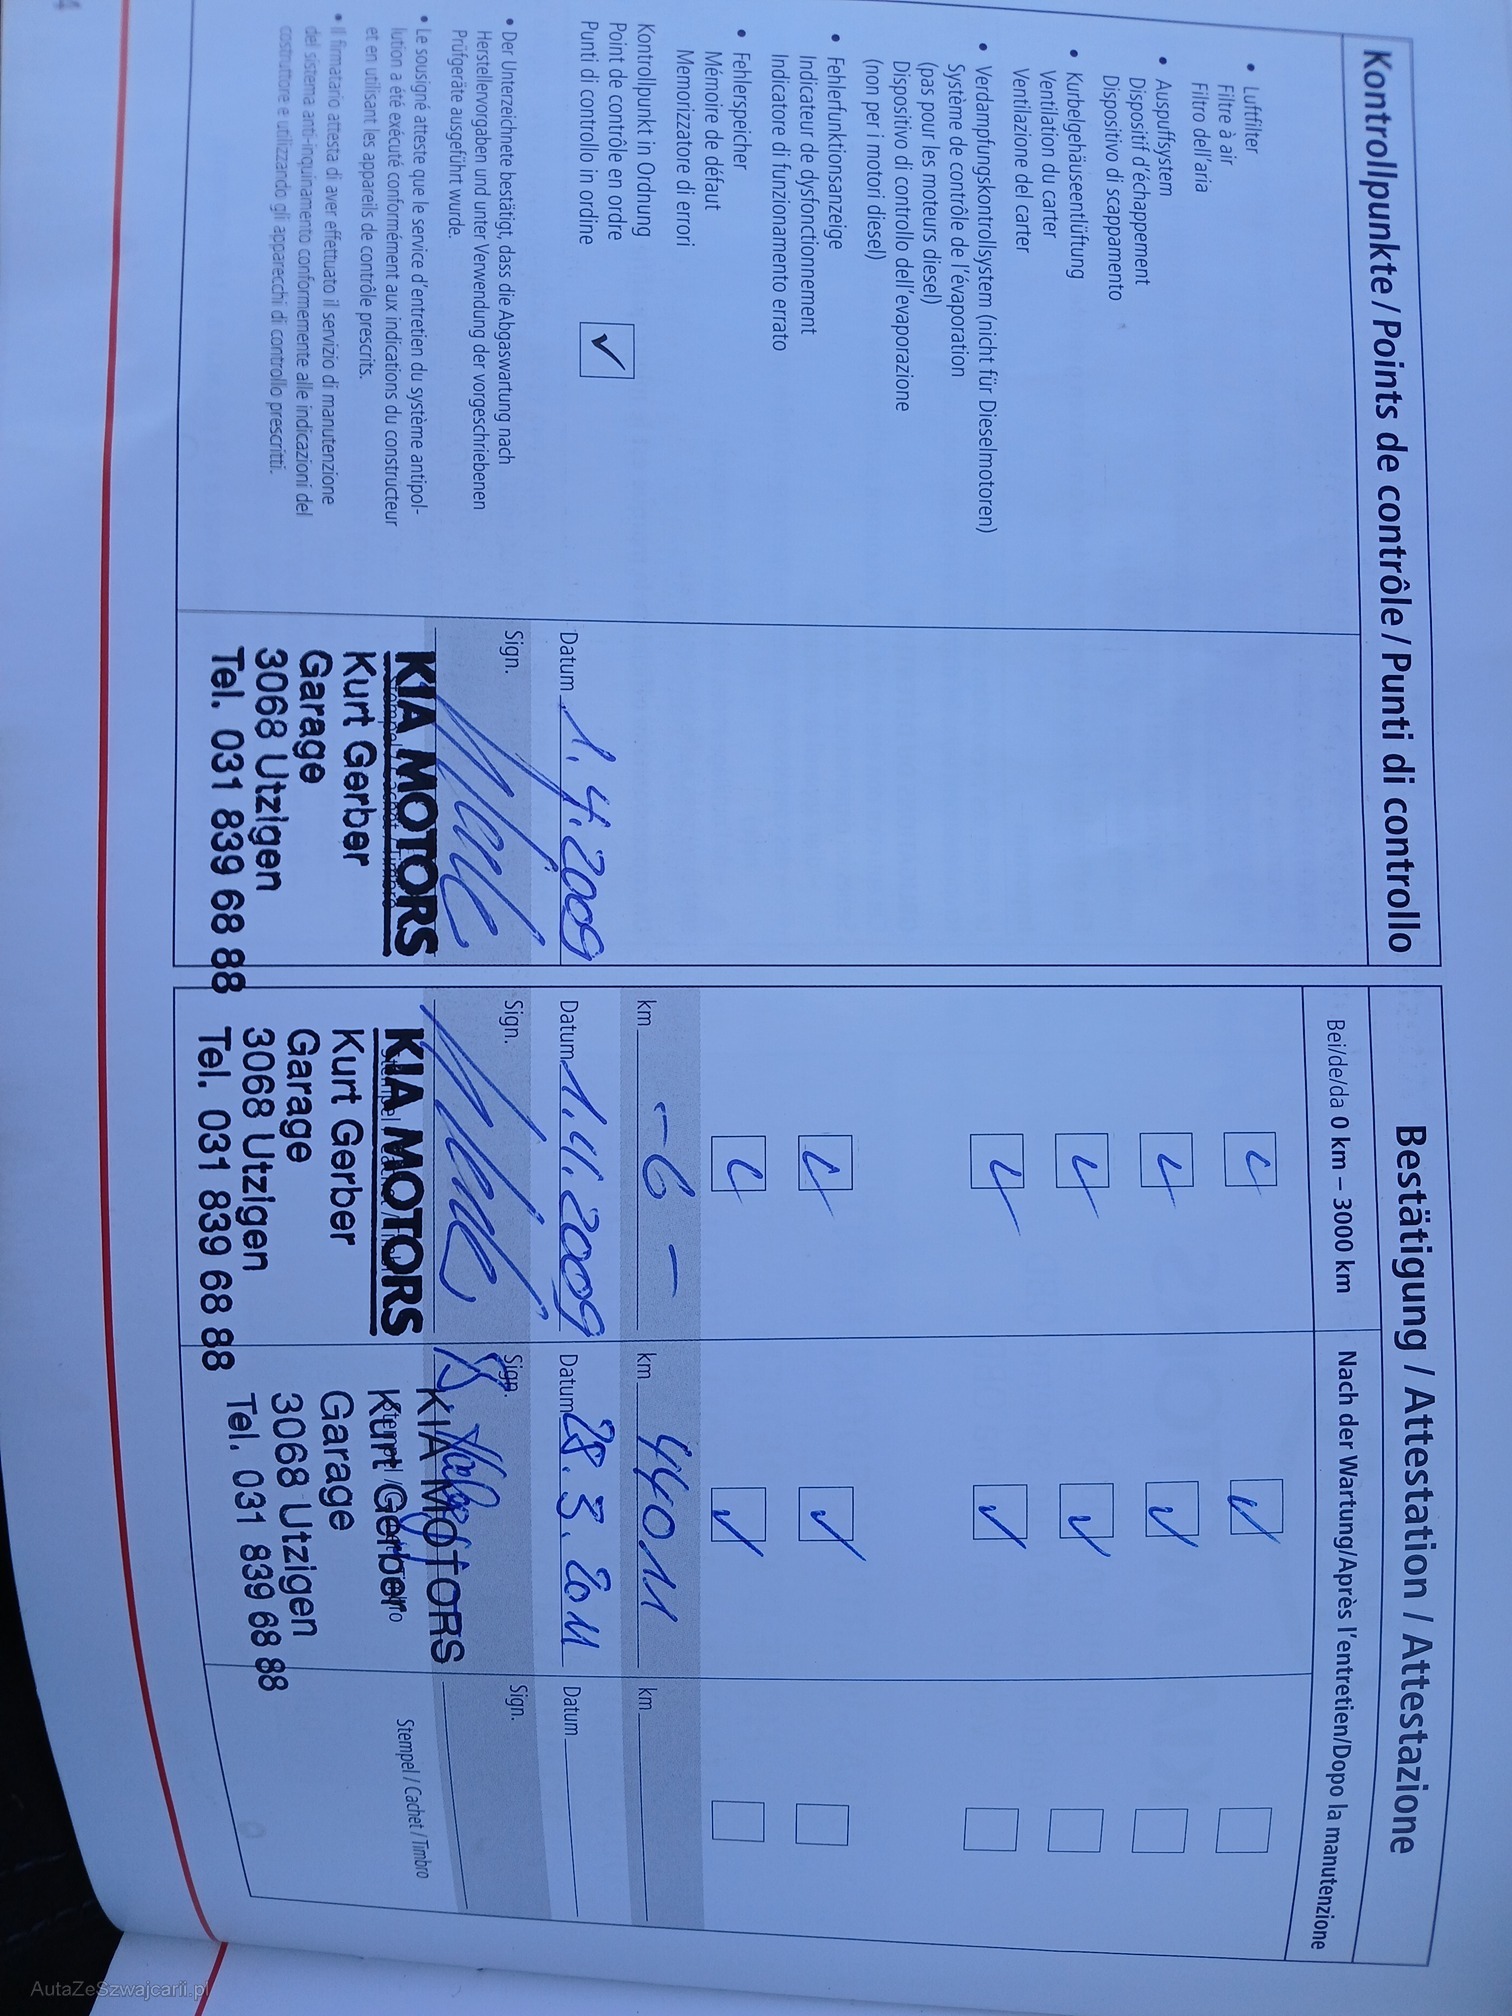 Kontrollpunkte / Points de contrôle / Punti di controllo
• Luftfilter
Filtre à air
Filtro dell'aria
• Auspuffsystem
Dispositif d'échappement
Dispositivo di scappamento
• Kurbelgehäuseentlüftung
Ventilation du carter
Ventilazione del carter
• Verdampfungskontrollsystem (nicht für Dieselmotoren)
Système de contrôle de l'évaporation
(pas pour les moteurs diesel)
Dispositivo di controllo dell'evaporazione
(non per i motori diesel)
• Fehlerfunktionsanzeige
Indicateur de dysfonctionnement
Indicatore di funzionamento errato
• Fehlerspeicher
Mémoire de défaut
Memorizzatore di errori
Kontrollpunkt in Ordnung
Point de contrôle en ordre
Punti di controllo in ordine
✓
• Der Unterzeichnete bestätigt, dass die Abgaswartung nach
Herstellervorgaben und unter Verwendung der vorgeschriebenen
Prüfgeräte ausgeführt wurde.
• Le sousigné atteste que le service d'entretien du système antipol-
lution a été exécuté conformément aux indications du constructeur
et en utilisant les appareils de contrôle prescrits.
• Il firmatario attesta di aver effettuato il servizio di manutenzione
del sistema anti-inquinamento conformemente alle indicazioni del
costruttore e utilizzando gli apparecchi di controllo prescritti.
Datum 1.4.2009
Sign.
KIA MOTORS
Stempel / Cachet / Timbro
Kurt Gerber
Garage
3068 Utzigen
Tel. 031 839 68 88
Bestätigung / Attestation / Attestazione
Bei/de/da 0 km – 3000 km
Nach der Wartung/Après l'entretien/Dopo la manutenzione
km - 6 -
Datum 1.4.2009
Sign.
KIA MOTORS
Kurt Gerber
Garage
3068 Utzigen
Tel. 031 839 68 88
km 44011
Datum 28.3.2011
Sign.
KIA MOTORS
Kurt Gerber
Garage
3068 Utzigen
Tel. 031 839 68 88
km
Datum
Sign.
Stempel / Cachet / Timbro
4
AutaZeSzwajcarii.pl